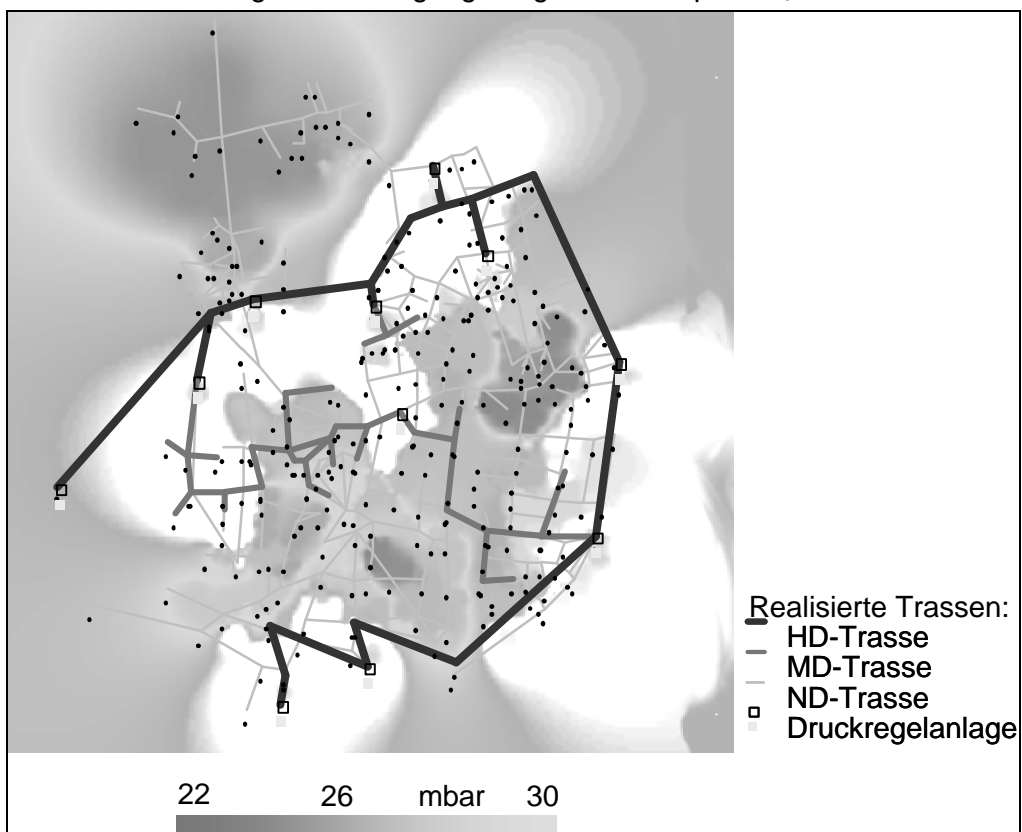 Realisierte Trassen:
HD-Trasse
MD-Trasse
ND-Trasse
Druckregelanlage
22 26 mbar 30